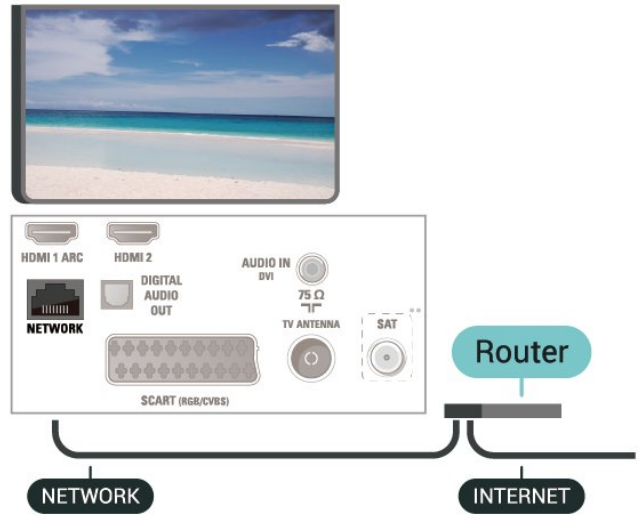 HDMI 1 ARC
HDMI 2
AUDIO IN
DVI
DIGITAL
AUDIO
OUT
NETWORK
75 Ω
TV ANTENNA
SAT
**
SCART (RGB/CVBS)
Router
NETWORK
INTERNET